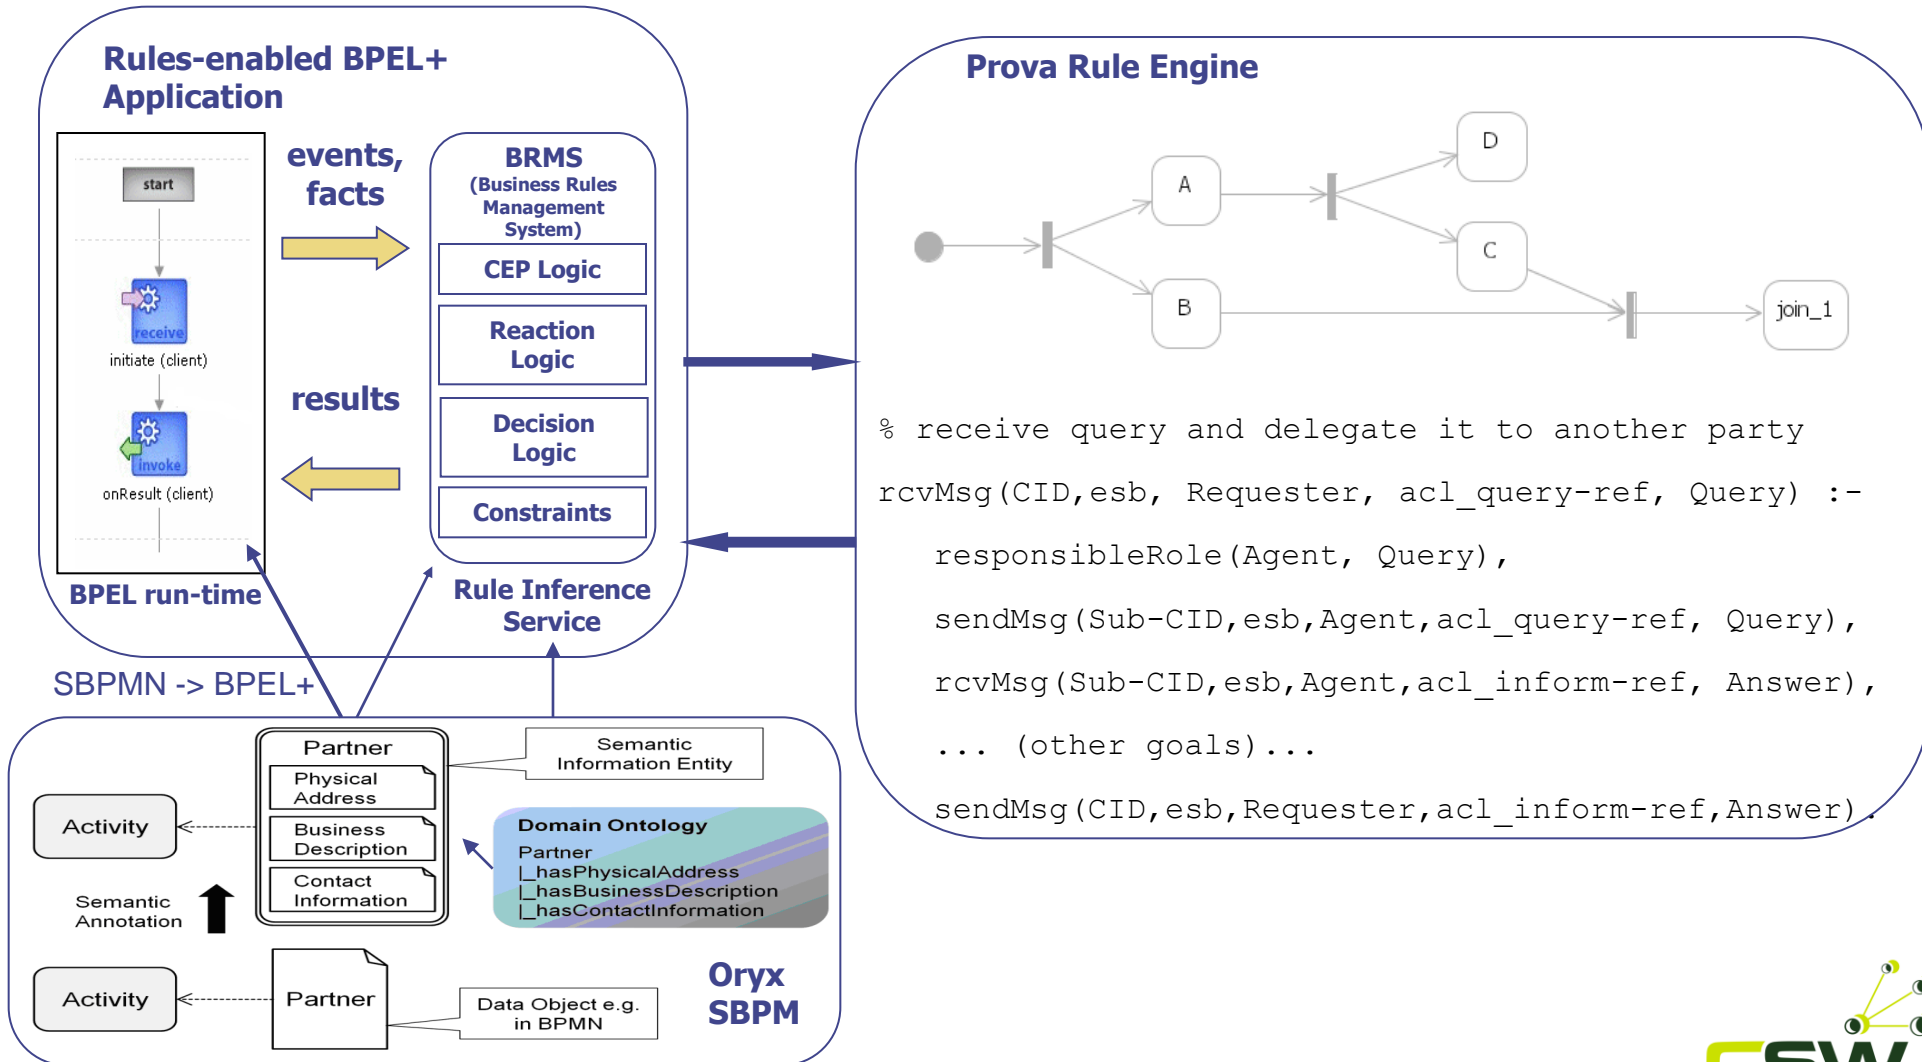 Rules-enabled BPEL+
Application
start
receive
initiate (client)
invoke
onResult (client)
BPEL run-time
events,
facts
results
BRMS
(Business Rules
Management
System)
CEP Logic
Reaction
Logic
Decision
Logic
Constraints
Rule Inference
Service
SBPMN -> BPEL+
Partner
Physical
Address
Business
Description
Contact
Information
Semantic
Information Entity
Activity
Domain Ontology
Partner
|_hasPhysicalAddress
|_hasBusinessDescription
|_hasContactInformation
Semantic
Annotation
Activity
Partner
Data Object e.g.
in BPMN
Oryx
SBPM
Prova Rule Engine
A
B
D
C
join_1
% receive query and delegate it to another party
rcvMsg(CID,esb, Requester, acl_query-ref, Query) :-
responsibleRole(Agent, Query),
sendMsg(Sub-CID,esb,Agent,acl_query-ref, Query),
rcvMsg(Sub-CID,esb,Agent,acl_inform-ref, Answer),
... (other goals)...
sendMsg(CID,esb,Requester,acl_inform-ref,Answer).
CSW